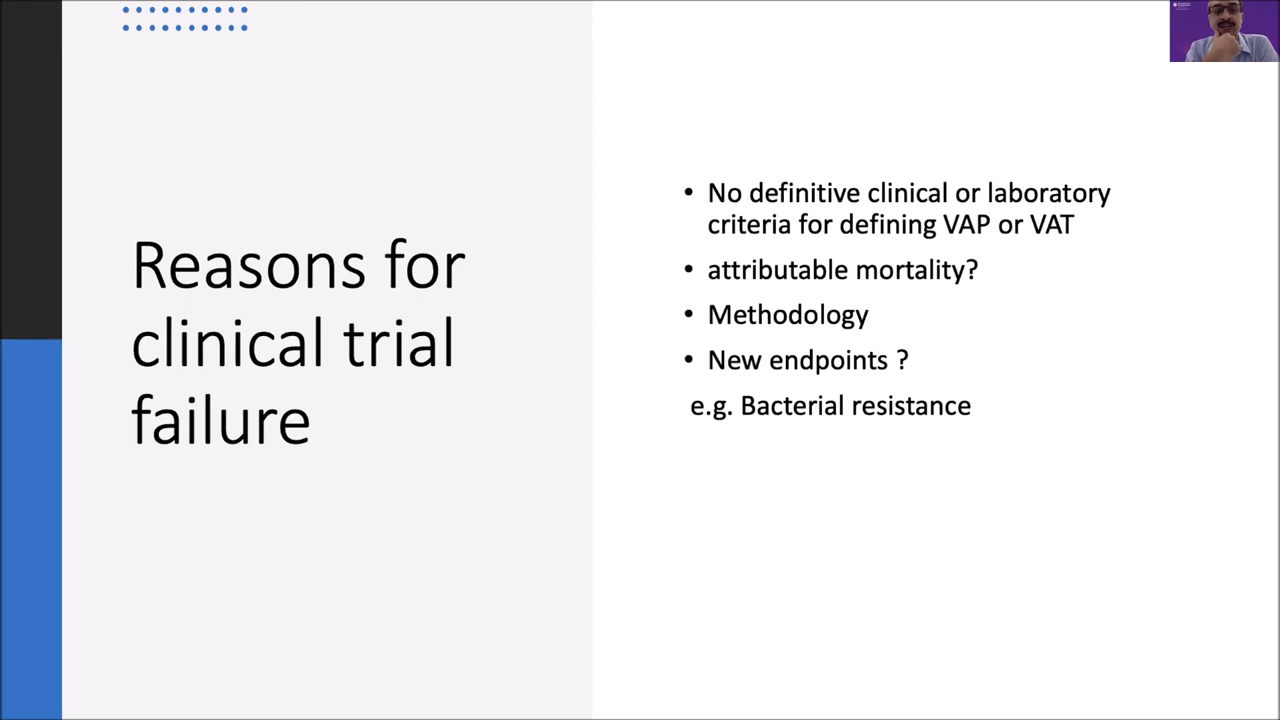 Reasons for
clinical trial
failure
• No definitive clinical or laboratory
criteria for defining VAP or VAT
• attributable mortality?
• Methodology
• New endpoints ?
e.g. Bacterial resistance